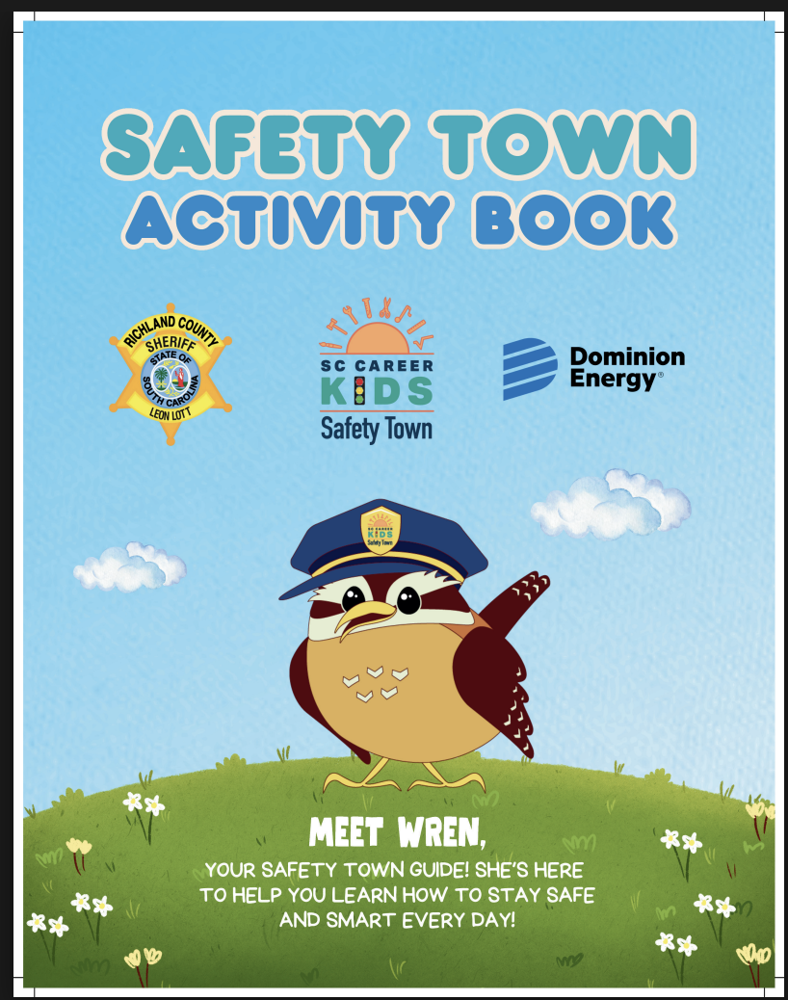 SAFETY TOWN
ACTIVITY BOOK
RICHLAND COUNTY
SHERIFF
STATE OF
SOUTH CAROLINA
LEON LOTT
SC CAREER
KIDS
Safety Town
Dominion
Energy®
SC CAREER
KIDS
Safety Town
MEET WREN,
YOUR SAFETY TOWN GUIDE! SHE'S HERE
TO HELP YOU LEARN HOW TO STAY SAFE
AND SMART EVERY DAY!